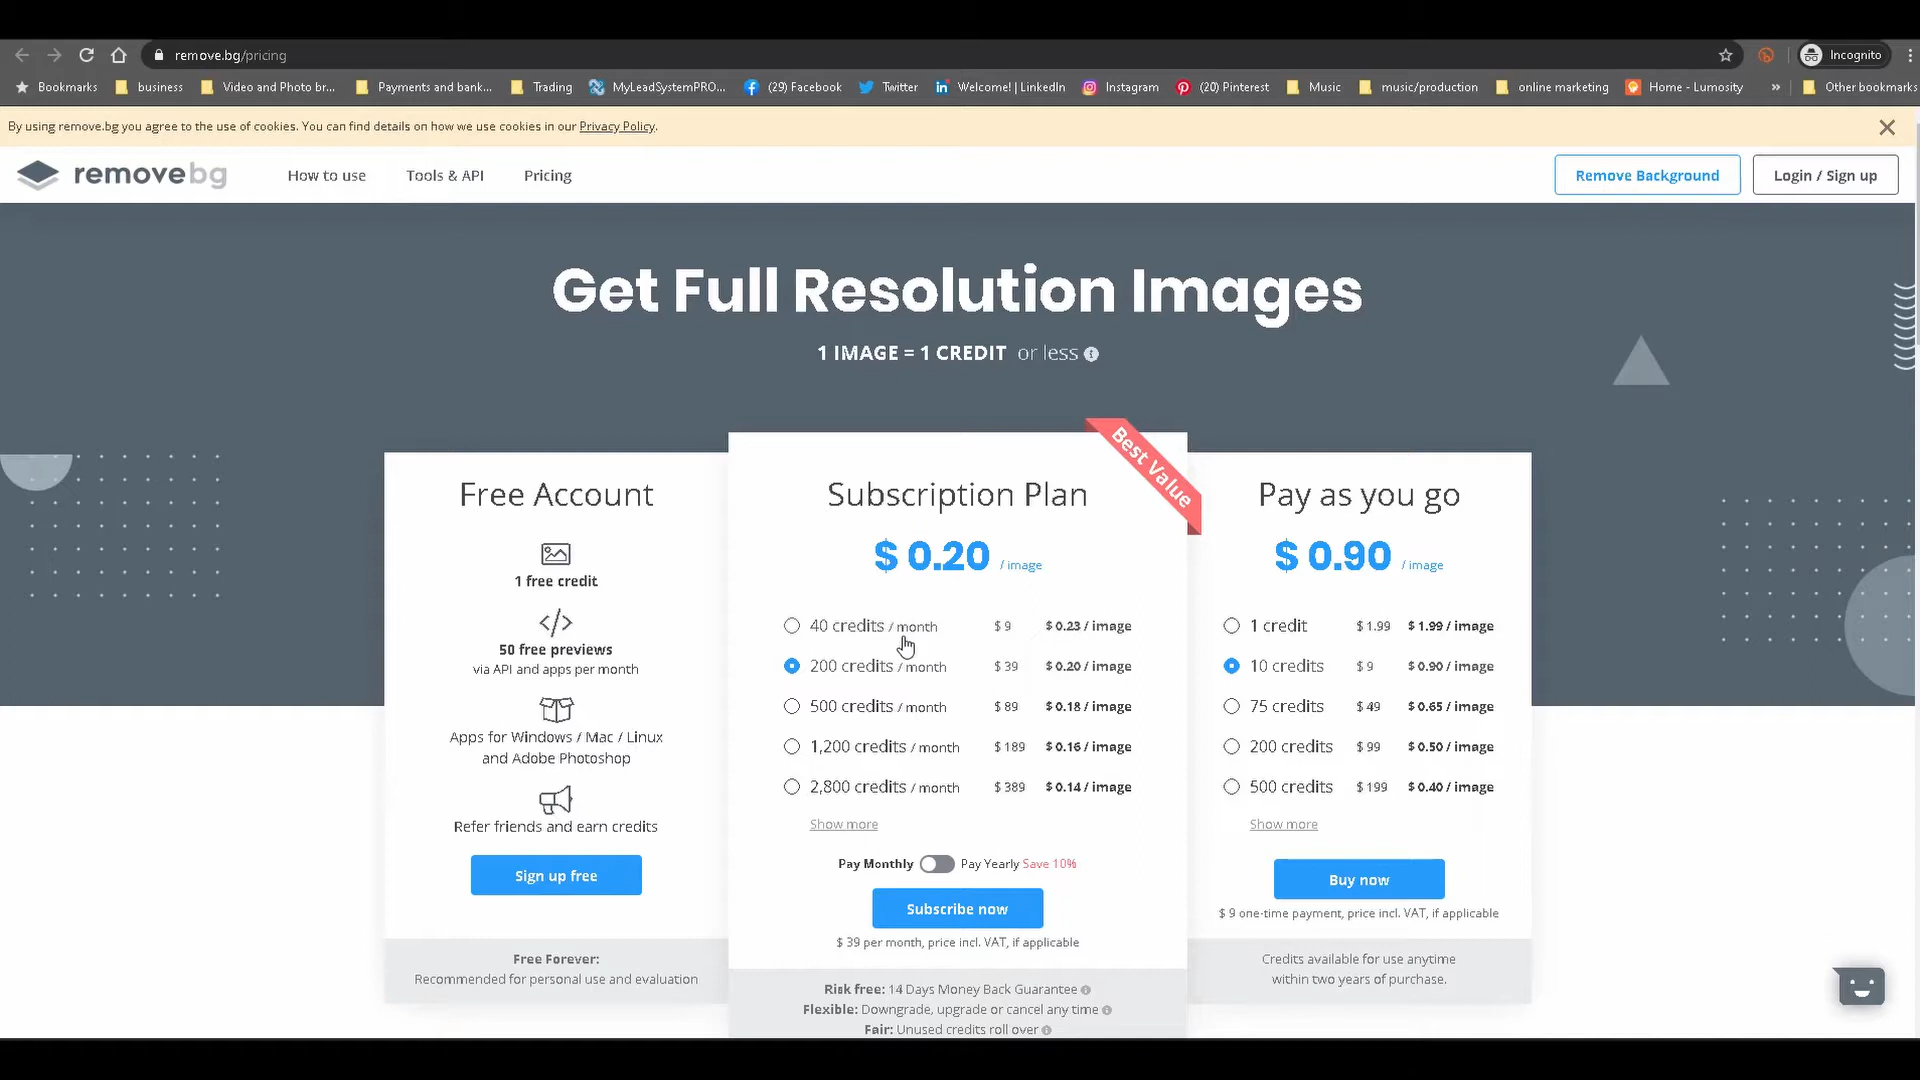 remove.bg/pricing
Incognito
Bookmarks business Video and Photo br... Payments and bank... Trading MyLeadSystemPRO... (29) Facebook Twitter Welcome! | LinkedIn Instagram (20) Pinterest Music music/production online marketing Home - Lumosity » Other bookmarks
By using remove.bg you agree to the use of cookies. You can find details on how we use cookies in our Privacy Policy.
removebg How to use Tools & API Pricing Remove Background Login / Sign up
Get Full Resolution Images
1 IMAGE = 1 CREDIT or less
Best Value
Free Account
1 free credit
50 free previews
via API and apps per month
Apps for Windows / Mac / Linux
and Adobe Photoshop
Refer friends and earn credits
Sign up free
Free Forever:
Recommended for personal use and evaluation
Subscription Plan
$ 0.20 / image
40 credits / month $ 9 $ 0.23 / image
200 credits / month $ 39 $ 0.20 / image
500 credits / month $ 89 $ 0.18 / image
1,200 credits / month $ 189 $ 0.16 / image
2,800 credits / month $ 389 $ 0.14 / image
Show more
Pay Monthly Pay Yearly Save 10%
Subscribe now
$ 39 per month, price incl. VAT, if applicable
Risk free: 14 Days Money Back Guarantee
Flexible: Downgrade, upgrade or cancel any time
Fair: Unused credits roll over
Pay as you go
$ 0.90 / image
1 credit $ 1.99 $ 1.99 / image
10 credits $ 9 $ 0.90 / image
75 credits $ 49 $ 0.65 / image
200 credits $ 99 $ 0.50 / image
500 credits $ 199 $ 0.40 / image
Show more
Buy now
$ 9 one-time payment, price incl. VAT, if applicable
Credits available for use anytime
within two years of purchase.